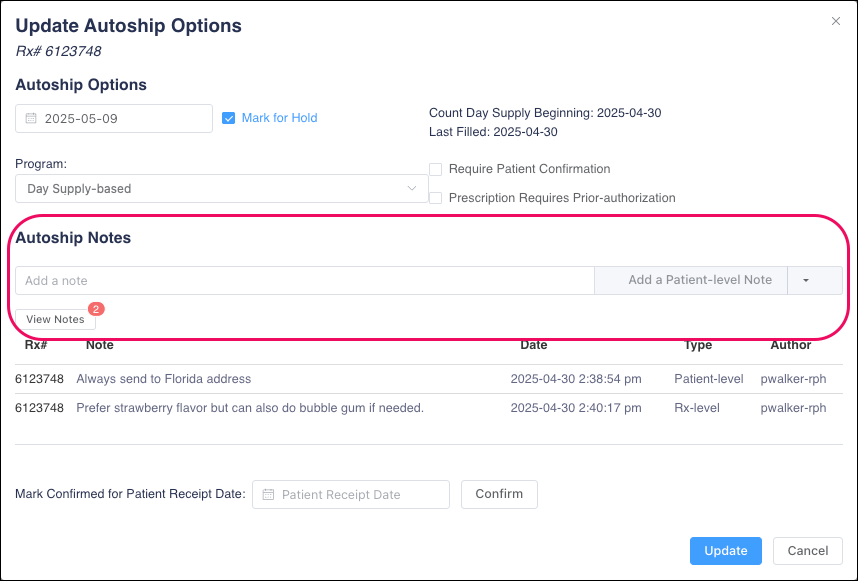 Update Autoship Options
Rx# 6123748
Autoship Options
2025-05-09
Mark for Hold
Count Day Supply Beginning: 2025-04-30
Last Filled: 2025-04-30
Program:
Day Supply-based
Require Patient Confirmation
Prescription Requires Prior-authorization
Autoship Notes
Add a note
Add a Patient-level Note
View Notes
2
Rx# Note Date Type Author
6123748 Always send to Florida address 2025-04-30 2:38:54 pm Patient-level pwalker-rph
6123748 Prefer strawberry flavor but can also do bubble gum if needed. 2025-04-30 2:40:17 pm Rx-level pwalker-rph
Mark Confirmed for Patient Receipt Date: Patient Receipt Date Confirm
Update Cancel